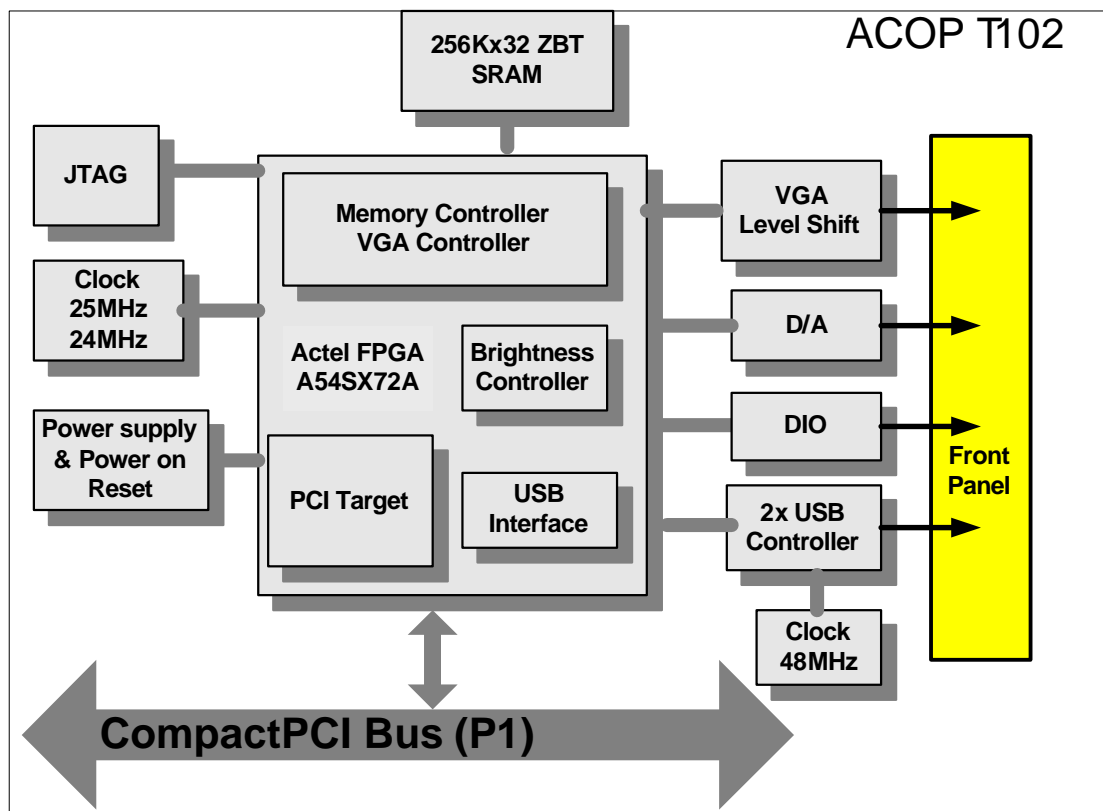 ACOP T102
256Kx32 ZBT
SRAM
JTAG
Memory Controller
VGA Controller
VGA
Level Shift
Clock
25MHz
24MHz
Actel FPGA
A54SX72A
Brightness
Controller
D/A
Power supply
& Power on
Reset
DIO
Front
Panel
PCI Target
USB
Interface
2x USB
Controller
Clock
48MHz
CompactPCI Bus (P1)